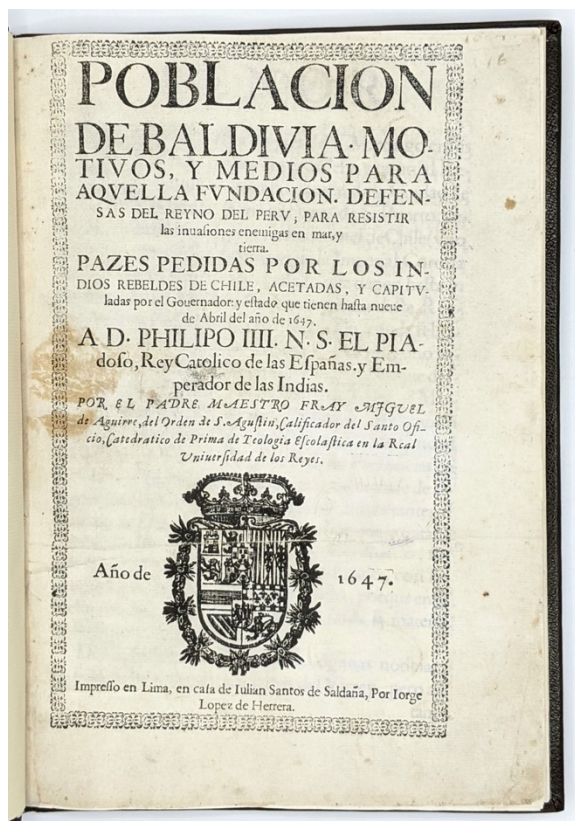 16
POBLACION
DE BALDIVIA. MO-
TIVOS, Y MEDIOS PARA
AQVELLA FVNDACION. DEFEN-
SAS DEL REYNO DEL PERV, PARA RESISTIR
las inuaſiones enemigas en mar, y
tierra.
PAZES PEDIDAS POR LOS IN-
DIOS REBELDES DE CHILE, ACETADAS, Y CAPITV-
ladas por el Gouernador: y eſtado que tienen haſta nueue
de Abril del año de 1647.
A D. PHILIPO IIII. N. S. EL PIA-
doſo, Rey Catolico de las Eſpañas. y Em-
perador de las Indias.
POR EL PADRE MAESTRO FRAY MIGVEL
de Aguirre, del Orden de S. Aguſtin, Calificador del Santo Ofi-
cio, Catedratico de Prima de Teologia Eſcolaſtica en la Real
Vniuerſidad de los Reyes.
Año de 1647.
Impreſſo en Lima, en caſa de Iulian Santos de Saldaña, Por Iorge
Lopez de Herrera.